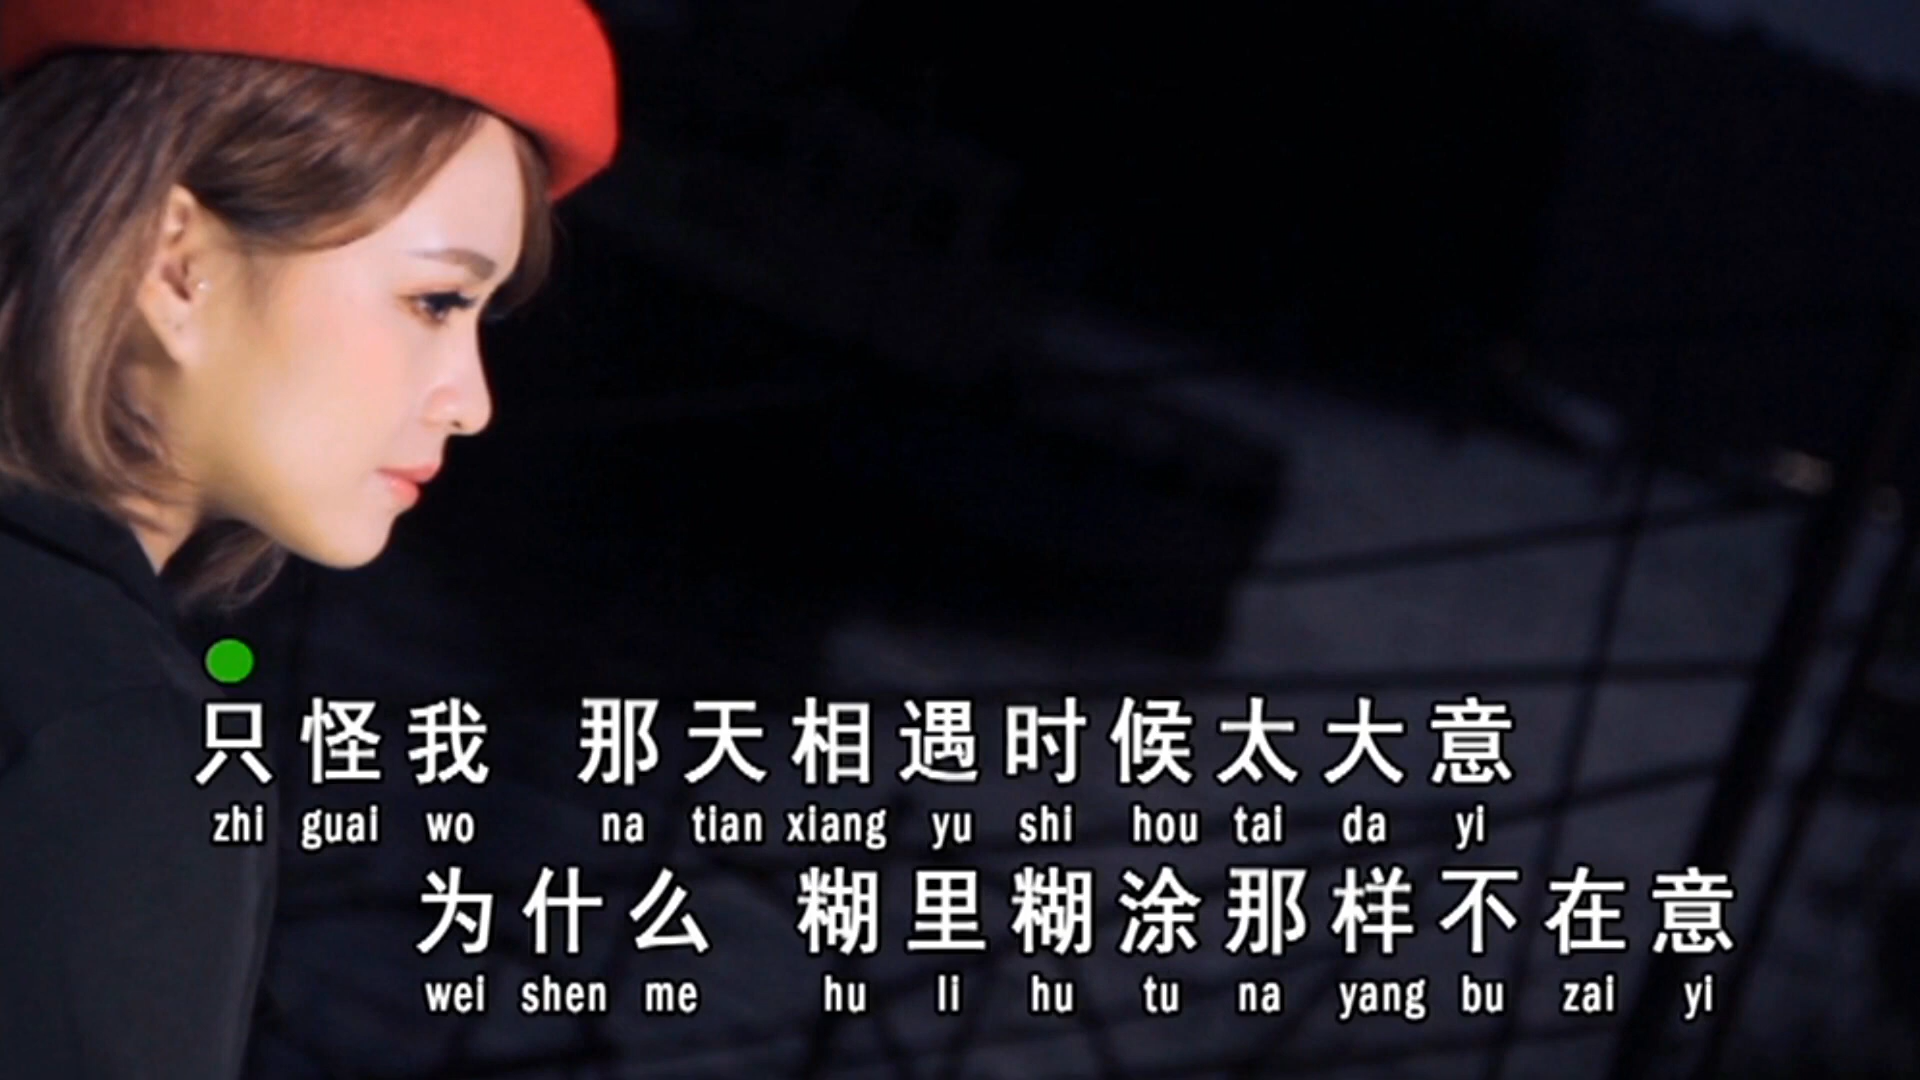 只怪我 那天相遇时候太大意
zhi guai wo na tian xiang yu shi hou tai da yi
为什么 糊里糊涂那样不在意
wei shen me hu li hu tu na yang bu zai yi